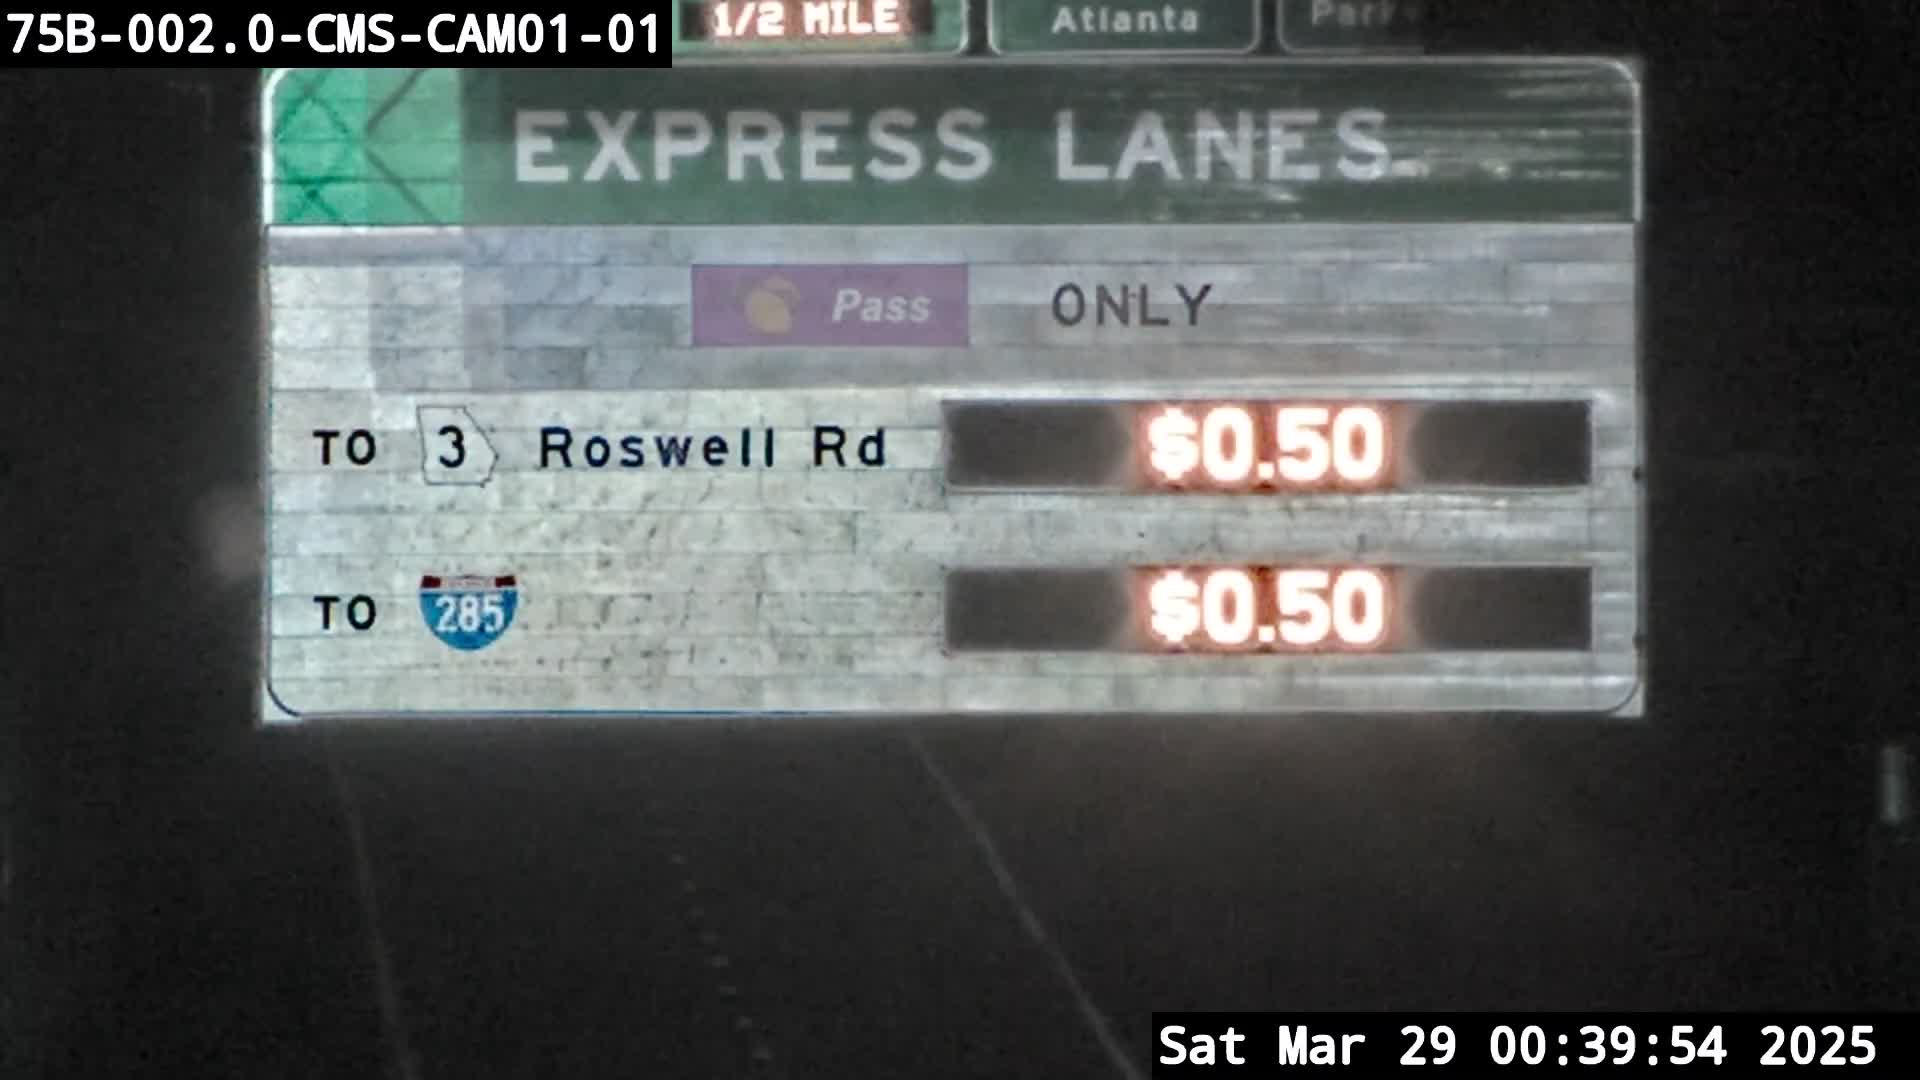 75B-002.0-CMS-CAM01-01
1/2 MILE
Atlanta
EXPRESS LANES
Pass ONLY
TO 3 Roswell Rd $0.50
TO 285 $0.50
Sat Mar 29 00:39:54 2025